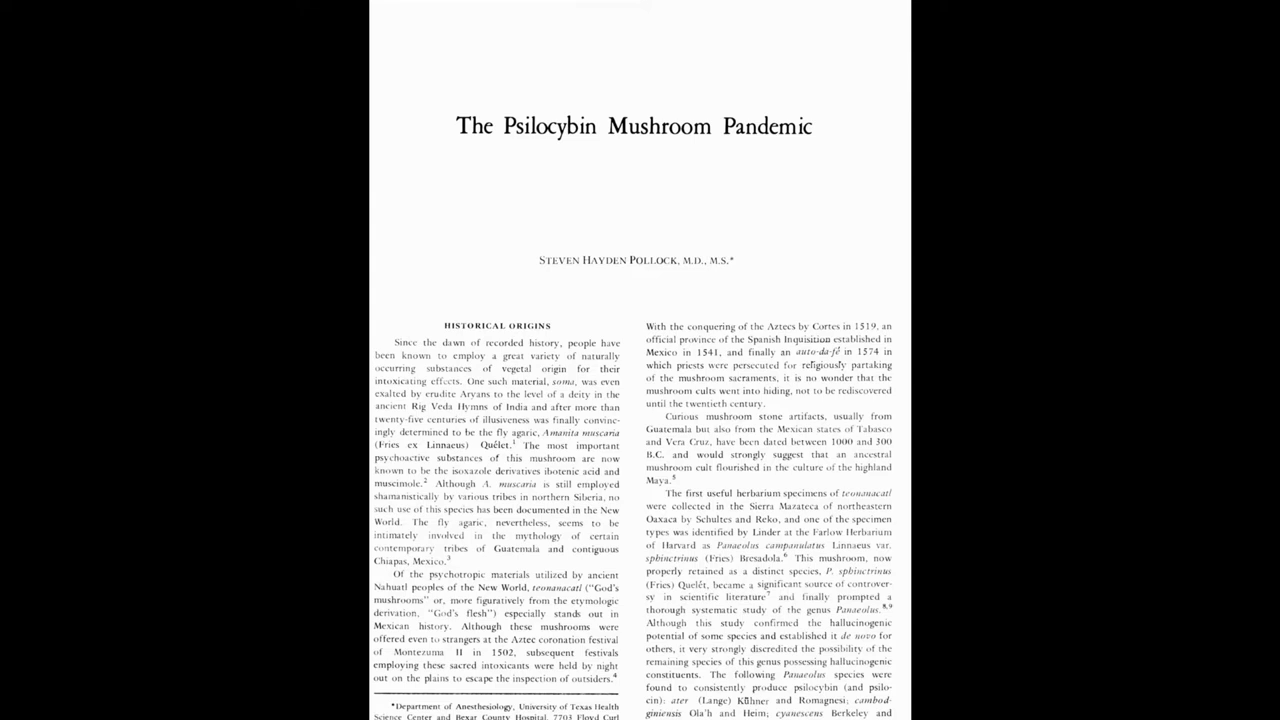 The Psilocybin Mushroom Pandemic
STEVEN HAYDEN POLLOCK, M.D., M.S.*
HISTORICAL ORIGINS
Since the dawn of recorded history, people have
been known to employ a great variety of naturally
occurring substances of vegetal origin for their
intoxicating effects. One such material, soma, was even
exalted by erudite Aryans to the level of a deity in the
ancient Rig Veda Hymns of India and after more than
twenty-five centuries of illusiveness was finally convinc-
ingly determined to be the fly agaric, Amanita muscaria
(Fries ex Linnaeus) Quélet.1 The most important
psychoactive substances of this mushroom are now
known to be the isoxazole derivatives ibotenic acid and
muscimole.2 Although A. muscaria is still employed
shamanistically by various tribes in northern Siberia, no
such use of this species has been documented in the New
World. The fly agaric, nevertheless, seems to be
intimately involved in the mythology of certain
contemporary tribes of Guatemala and contiguous
Chiapas, Mexico.3
Of the psychotropic materials utilized by ancient
Nahuatl peoples of the New World, teonanacatl ("God's
mushrooms" or, more figuratively from the etymologic
derivation, "God's flesh") especially stands out in
Mexican history. Although these mushrooms were
offered even to strangers at the Aztec coronation festival
of Montezuma II in 1502, subsequent festivals
employing these sacred intoxicants were held by night
out on the plains to escape the inspection of outsiders.4
*Department of Anesthesiology, University of Texas Health
Science Center and Bexar County Hospital, 7703 Floyd Curl
With the conquering of the Aztecs by Cortes in 1519, an
official province of the Spanish Inquisition established in
Mexico in 1541, and finally an auto-da-fé in 1574 in
which priests were persecuted for religiously partaking
of the mushroom sacraments, it is no wonder that the
mushroom cults went into hiding, not to be rediscovered
until the twentieth century.
Curious mushroom stone artifacts, usually from
Guatemala but also from the Mexican states of Tabasco
and Vera Cruz, have been dated between 1000 and 300
B.C. and would strongly suggest that an ancestral
mushroom cult flourished in the culture of the highland
Maya.5
The first useful herbarium specimens of teonanacatl
were collected in the Sierra Mazateca of northeastern
Oaxaca by Schultes and Reko, and one of the specimen
types was identified by Linder at the Farlow Herbarium
of Harvard as Panaeolus campanulatus Linnaeus var.
sphinctrinus (Fries) Bresadola.6 This mushroom, now
properly retained as a distinct species, P. sphinctrinus
(Fries) Quelét, became a significant source of controver-
sy in scientific literature7 and finally prompted a
thorough systematic study of the genus Panaeolus.8,9
Although this study confirmed the hallucinogenic
potential of some species and established it de novo for
others, it very strongly discredited the possibility of the
remaining species of this genus possessing hallucinogenic
constituents. The following Panaeolus species were
found to consistently produce psilocybin (and psilo-
cin): ater (Lange) Kühner and Romagnesi; cambod-
giniensis Ola'h and Heim; cyanescens Berkeley and